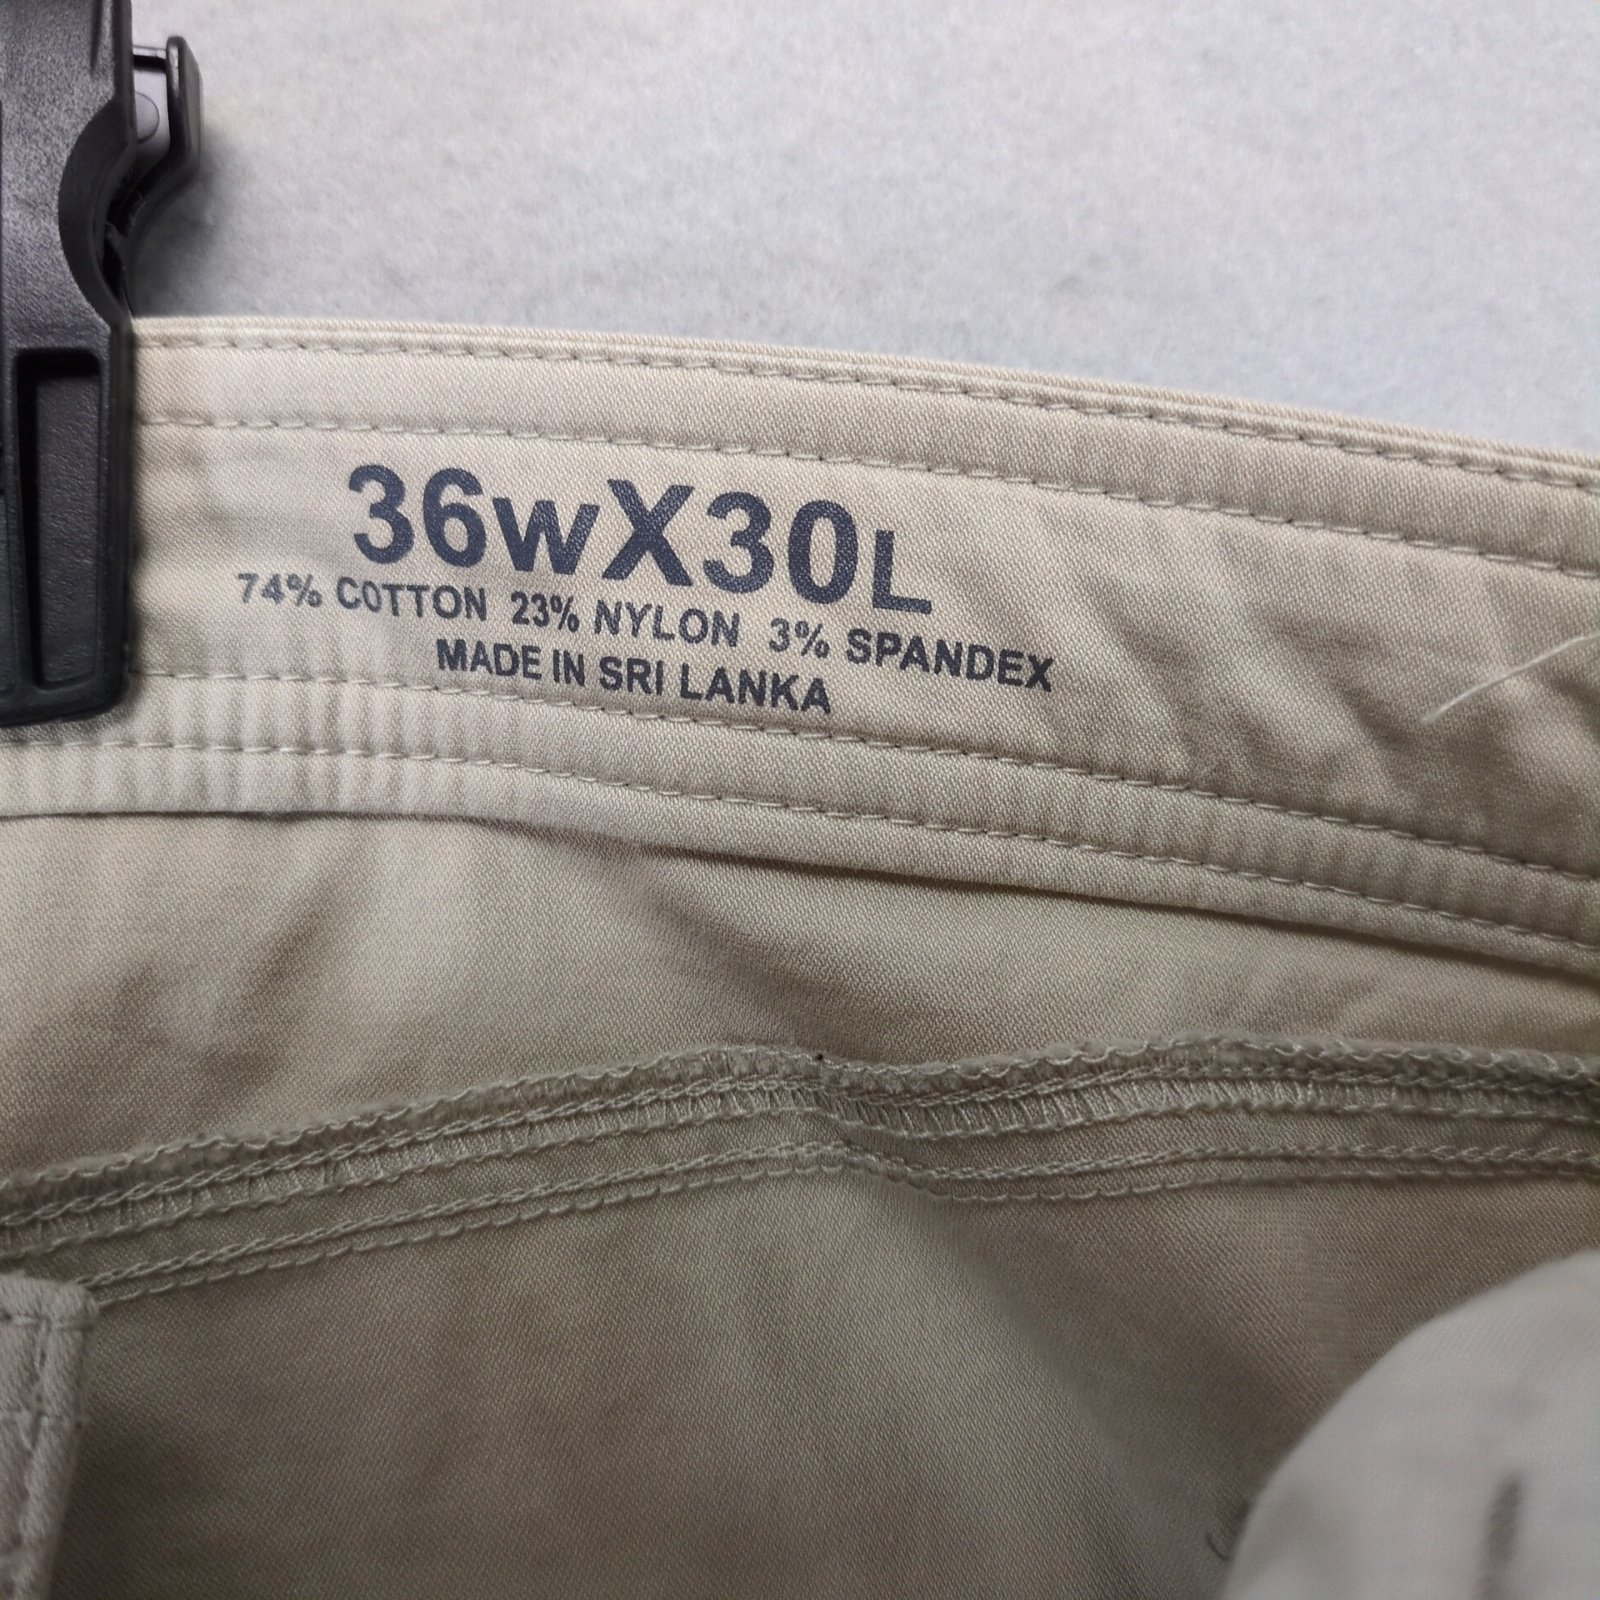 36wX30L
74% COTTON 23% NYLON 3% SPANDEX
MADE IN SRI LANKA